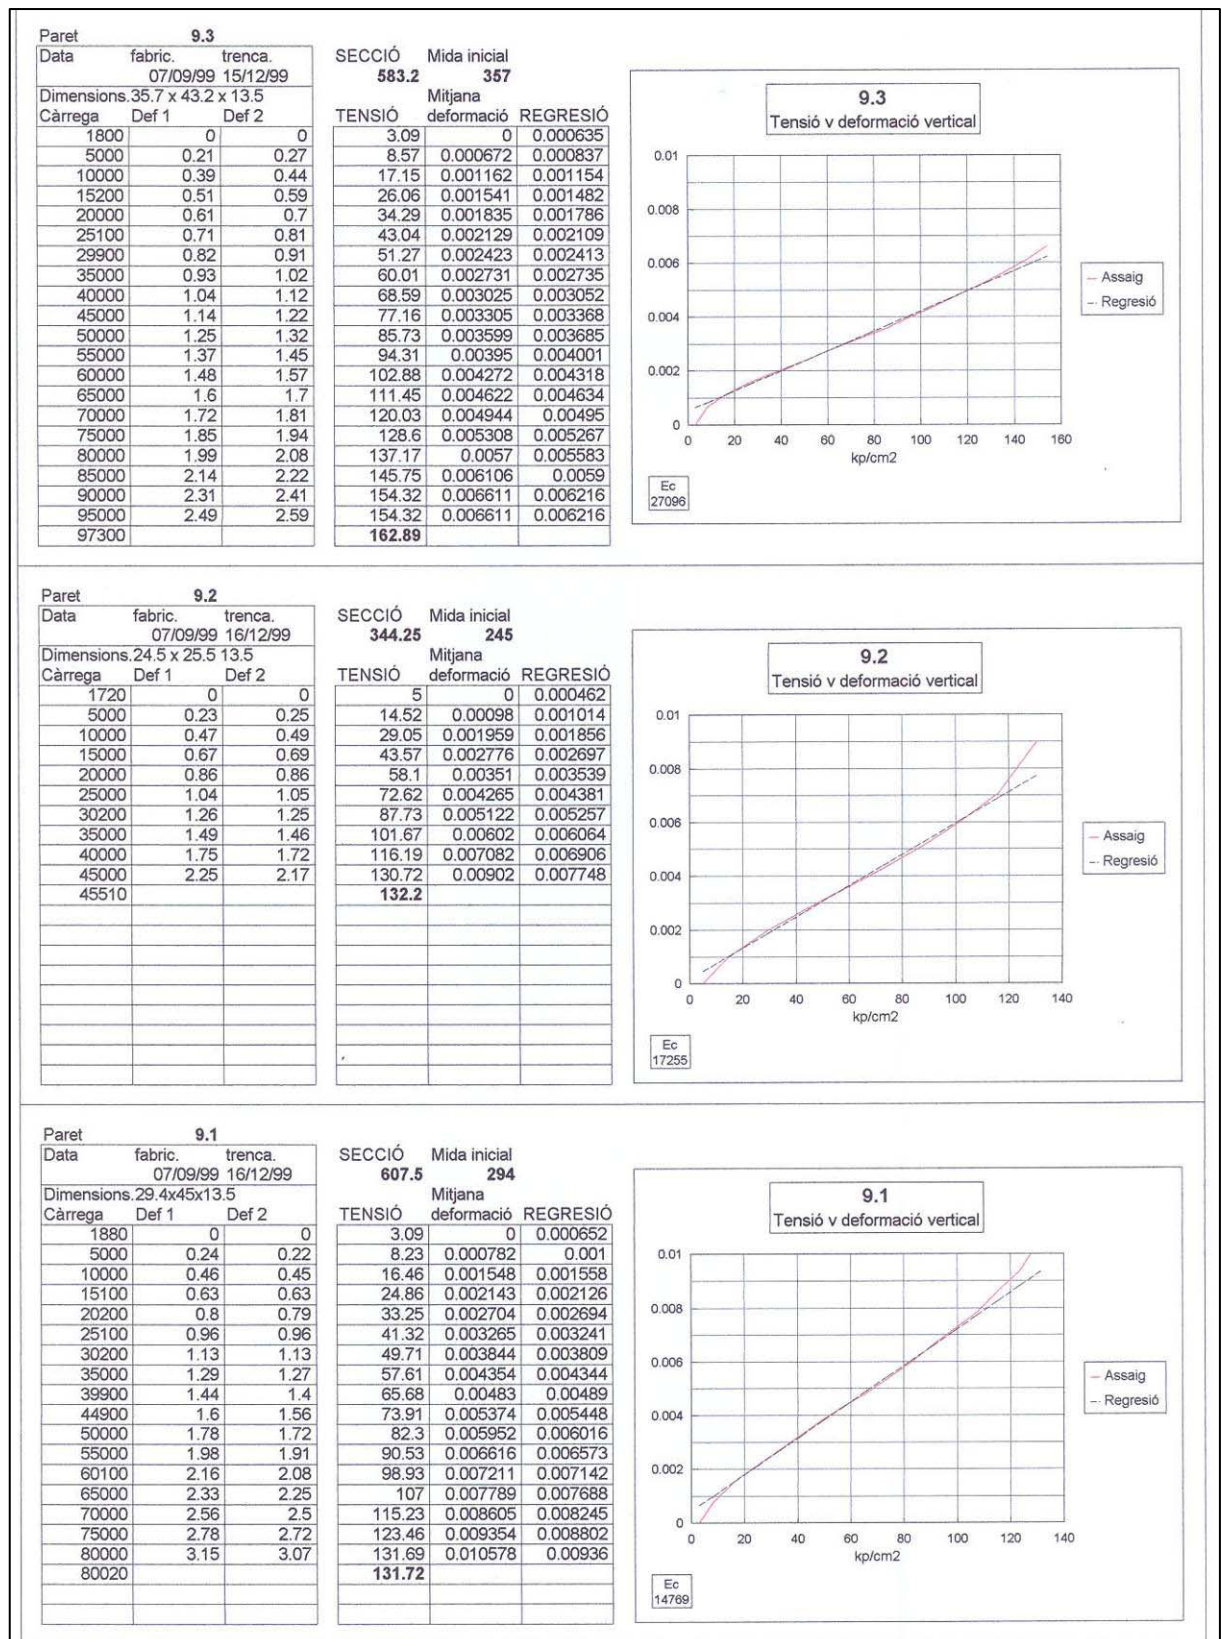 Paret 9.3
Data fabric. trenca. SECCIÓ Mida inicial
07/09/99 15/12/99 583.2 357
Dimensions.35.7 x 43.2 x 13.5 Mitjana
Càrrega Def 1 Def 2 TENSIÓ deformació REGRESIÓ
1800 0 0 3.09 0 0.000635
5000 0.21 0.27 8.57 0.000672 0.000837
10000 0.39 0.44 17.15 0.001162 0.001154
15200 0.51 0.59 26.06 0.001541 0.001482
20000 0.61 0.7 34.29 0.001835 0.001786
25100 0.71 0.81 43.04 0.002129 0.002109
29900 0.82 0.91 51.27 0.002423 0.002413
35000 0.93 1.02 60.01 0.002731 0.002735
40000 1.04 1.12 68.59 0.003025 0.003052
45000 1.14 1.22 77.16 0.003305 0.003368
50000 1.25 1.32 85.73 0.003599 0.003685
55000 1.37 1.45 94.31 0.00395 0.004001
60000 1.48 1.57 102.88 0.004272 0.004318
65000 1.6 1.7 111.45 0.004622 0.004634
70000 1.72 1.81 120.03 0.004944 0.00495
75000 1.85 1.94 128.6 0.005308 0.005267
80000 1.99 2.08 137.17 0.0057 0.005583
85000 2.14 2.22 145.75 0.006106 0.0059
90000 2.31 2.41 154.32 0.006611 0.006216
95000 2.49 2.59 154.32 0.006611 0.006216
97300 162.89
9.3
Tensió v deformació vertical
0.01
0.008
0.006
0.004
0.002
0
0 20 40 60 80 100 120 140 160
kp/cm2
Assaig
Regresió
Ec
27096
Paret 9.2
Data fabric. trenca. SECCIÓ Mida inicial
07/09/99 16/12/99 344.25 245
Dimensions.24.5 x 25.5 13.5 Mitjana
Càrrega Def 1 Def 2 TENSIÓ deformació REGRESIÓ
1720 0 0 5 0 0.000462
5000 0.23 0.25 14.52 0.00098 0.001014
10000 0.47 0.49 29.05 0.001959 0.001856
15000 0.67 0.69 43.57 0.002776 0.002697
20000 0.86 0.86 58.1 0.00351 0.003539
25000 1.04 1.05 72.62 0.004265 0.004381
30200 1.26 1.25 87.73 0.005122 0.005257
35000 1.49 1.46 101.67 0.00602 0.006064
40000 1.75 1.72 116.19 0.007082 0.006906
45000 2.25 2.17 130.72 0.00902 0.007748
45510 132.2
9.2
Tensió v deformació vertical
0.01
0.008
0.006
0.004
0.002
0
0 20 40 60 80 100 120 140
kp/cm2
Assaig
Regresió
Ec
17255
Paret 9.1
Data fabric. trenca. SECCIÓ Mida inicial
07/09/99 16/12/99 607.5 294
Dimensions.29.4x45x13.5 Mitjana
Càrrega Def 1 Def 2 TENSIÓ deformació REGRESIÓ
1880 0 0 3.09 0 0.000652
5000 0.24 0.22 8.23 0.000782 0.001
10000 0.46 0.45 16.46 0.001548 0.001558
15100 0.63 0.63 24.86 0.002143 0.002126
20200 0.8 0.79 33.25 0.002704 0.002694
25100 0.96 0.96 41.32 0.003265 0.003241
30200 1.13 1.13 49.71 0.003844 0.003809
35000 1.29 1.27 57.61 0.004354 0.004344
39900 1.44 1.4 65.68 0.00483 0.00489
44900 1.6 1.56 73.91 0.005374 0.005448
50000 1.78 1.72 82.3 0.005952 0.006016
55000 1.98 1.91 90.53 0.006616 0.006573
60100 2.16 2.08 98.93 0.007211 0.007142
65000 2.33 2.25 107 0.007789 0.007688
70000 2.56 2.5 115.23 0.008605 0.008245
75000 2.78 2.72 123.46 0.009354 0.008802
80000 3.15 3.07 131.69 0.010578 0.00936
80020 131.72
9.1
Tensió v deformació vertical
0.01
0.008
0.006
0.004
0.002
0
0 20 40 60 80 100 120 140
kp/cm2
Assaig
Regresió
Ec
14769